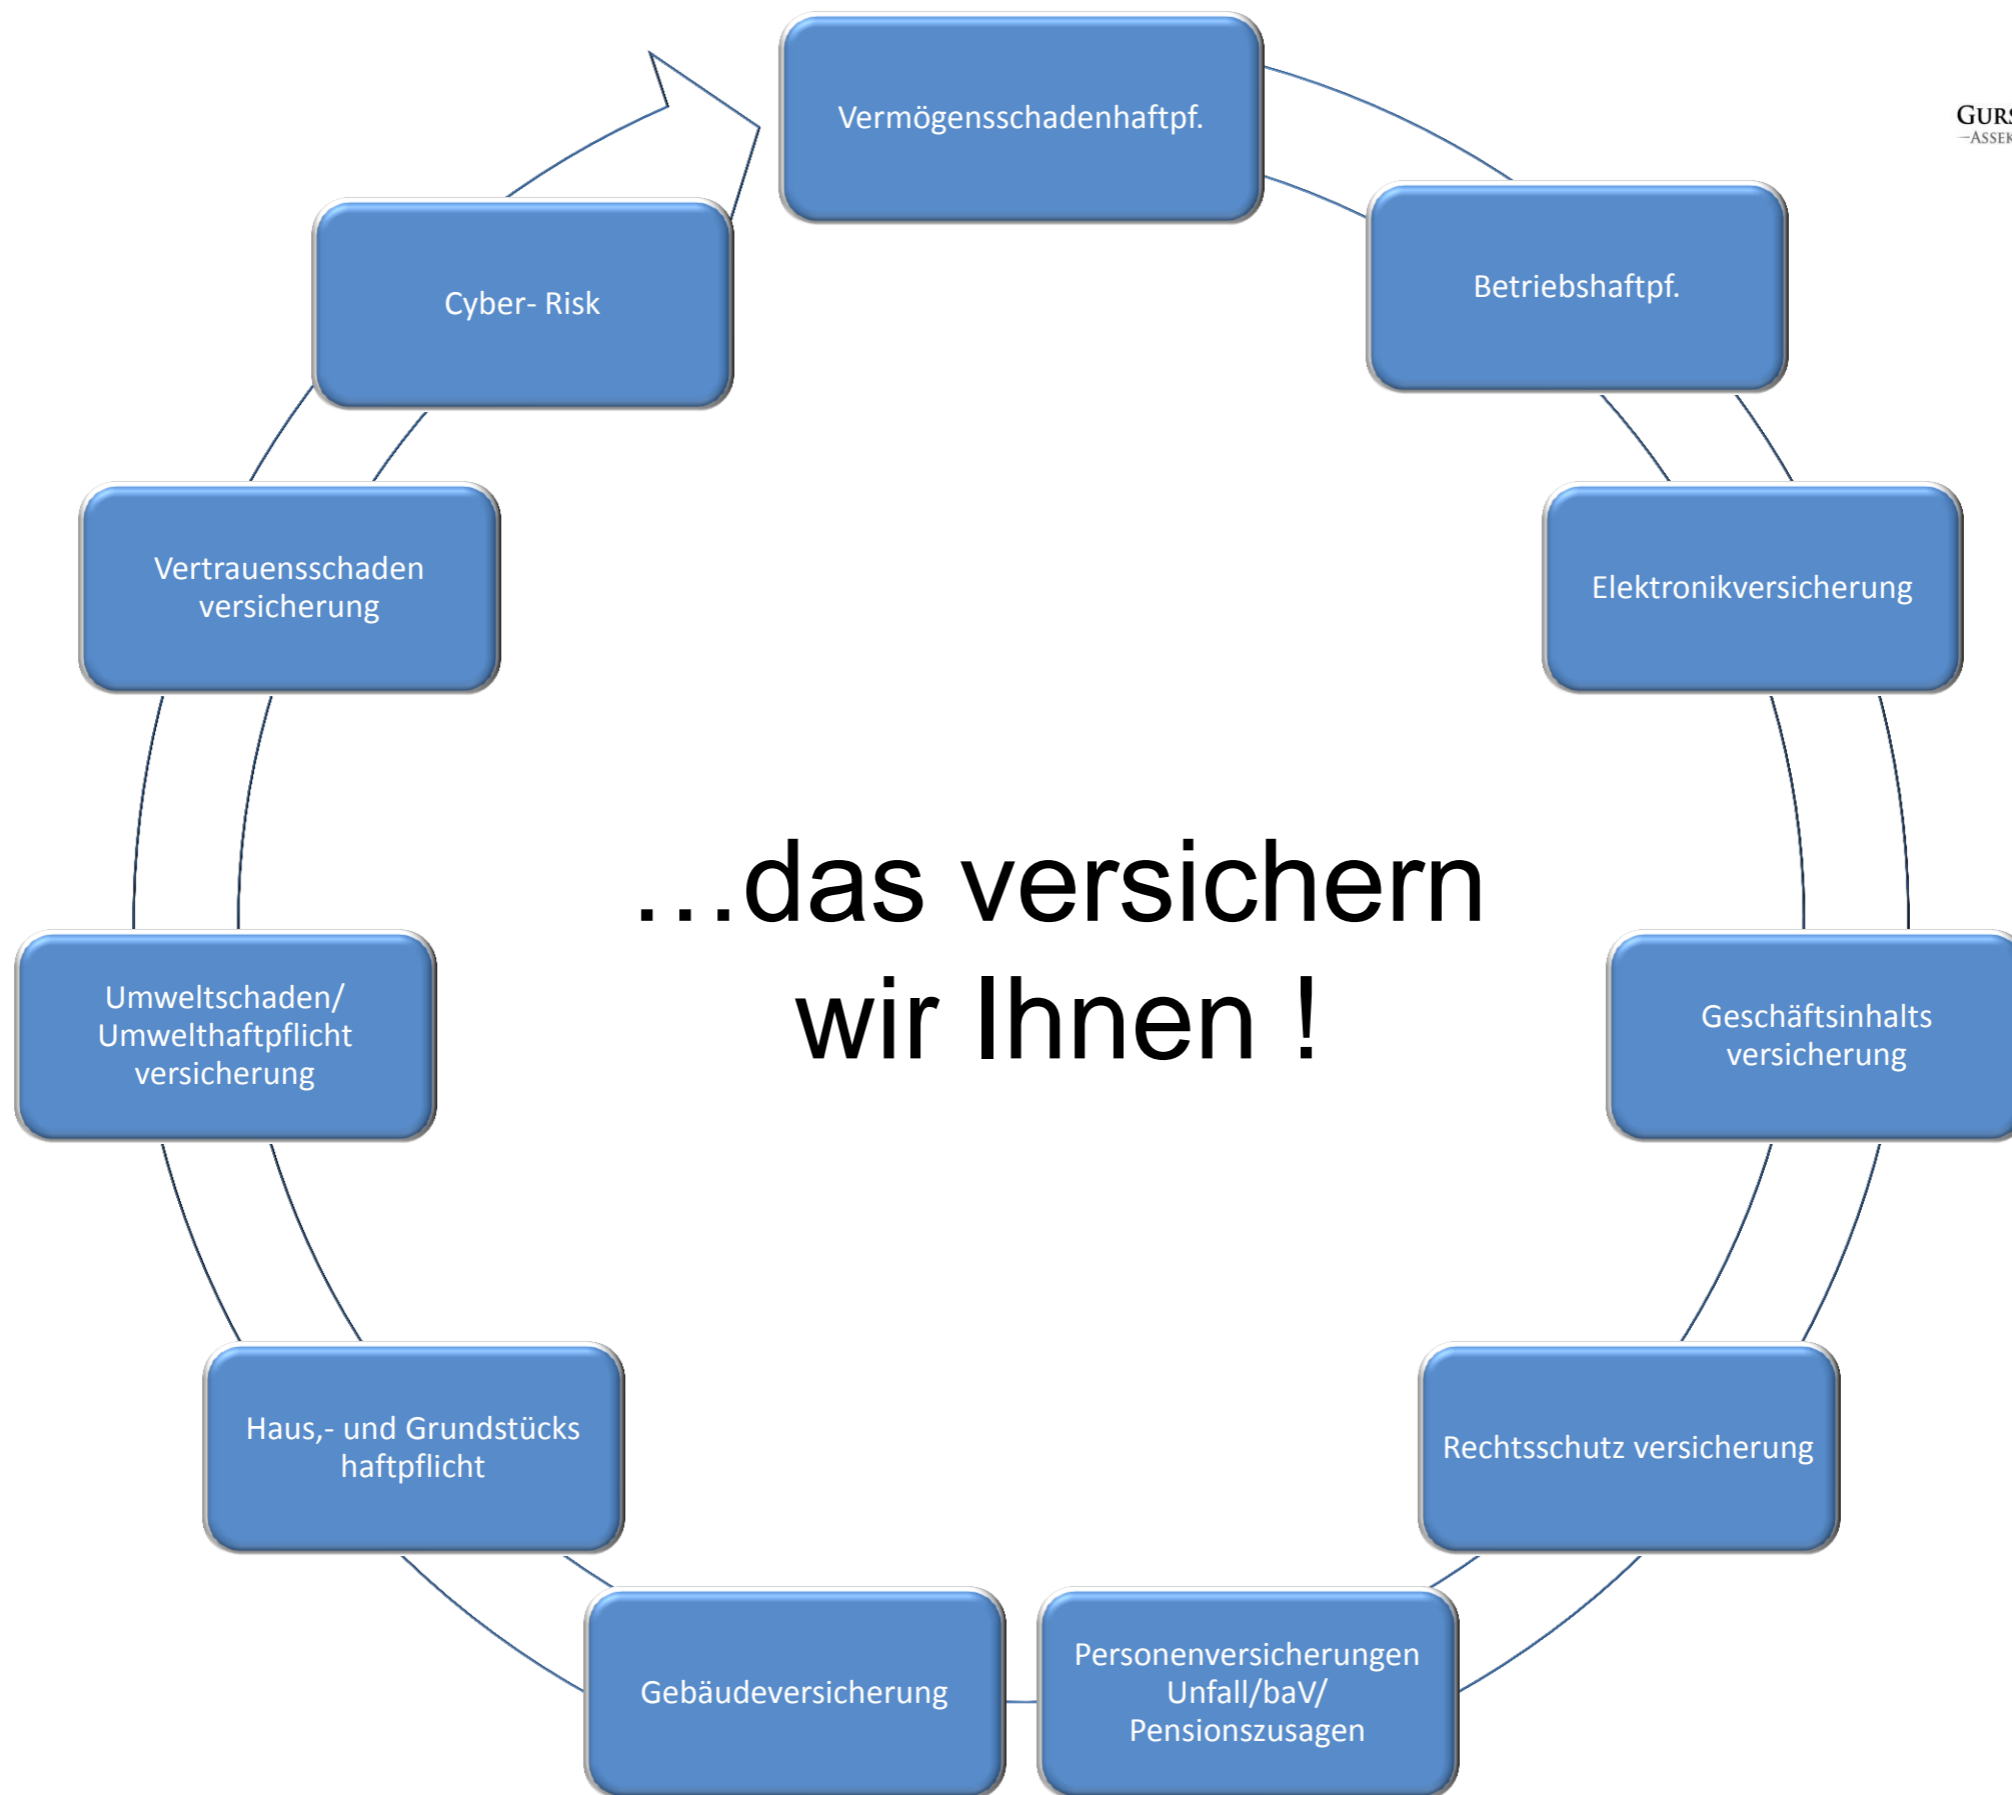 Vermögensschadenhaftpf.
Betriebshaftpf.
Elektronikversicherung
Geschäftsinhalts
versicherung
Rechtsschutz versicherung
Personenversicherungen
Unfall/baV/
Pensionszusagen
Gebäudeversicherung
Haus,- und Grundstücks
haftpflicht
Umweltschaden/
Umwelthaftpflicht
versicherung
Vertrauensschaden
versicherung
Cyber- Risk
…das versichern
wir Ihnen !